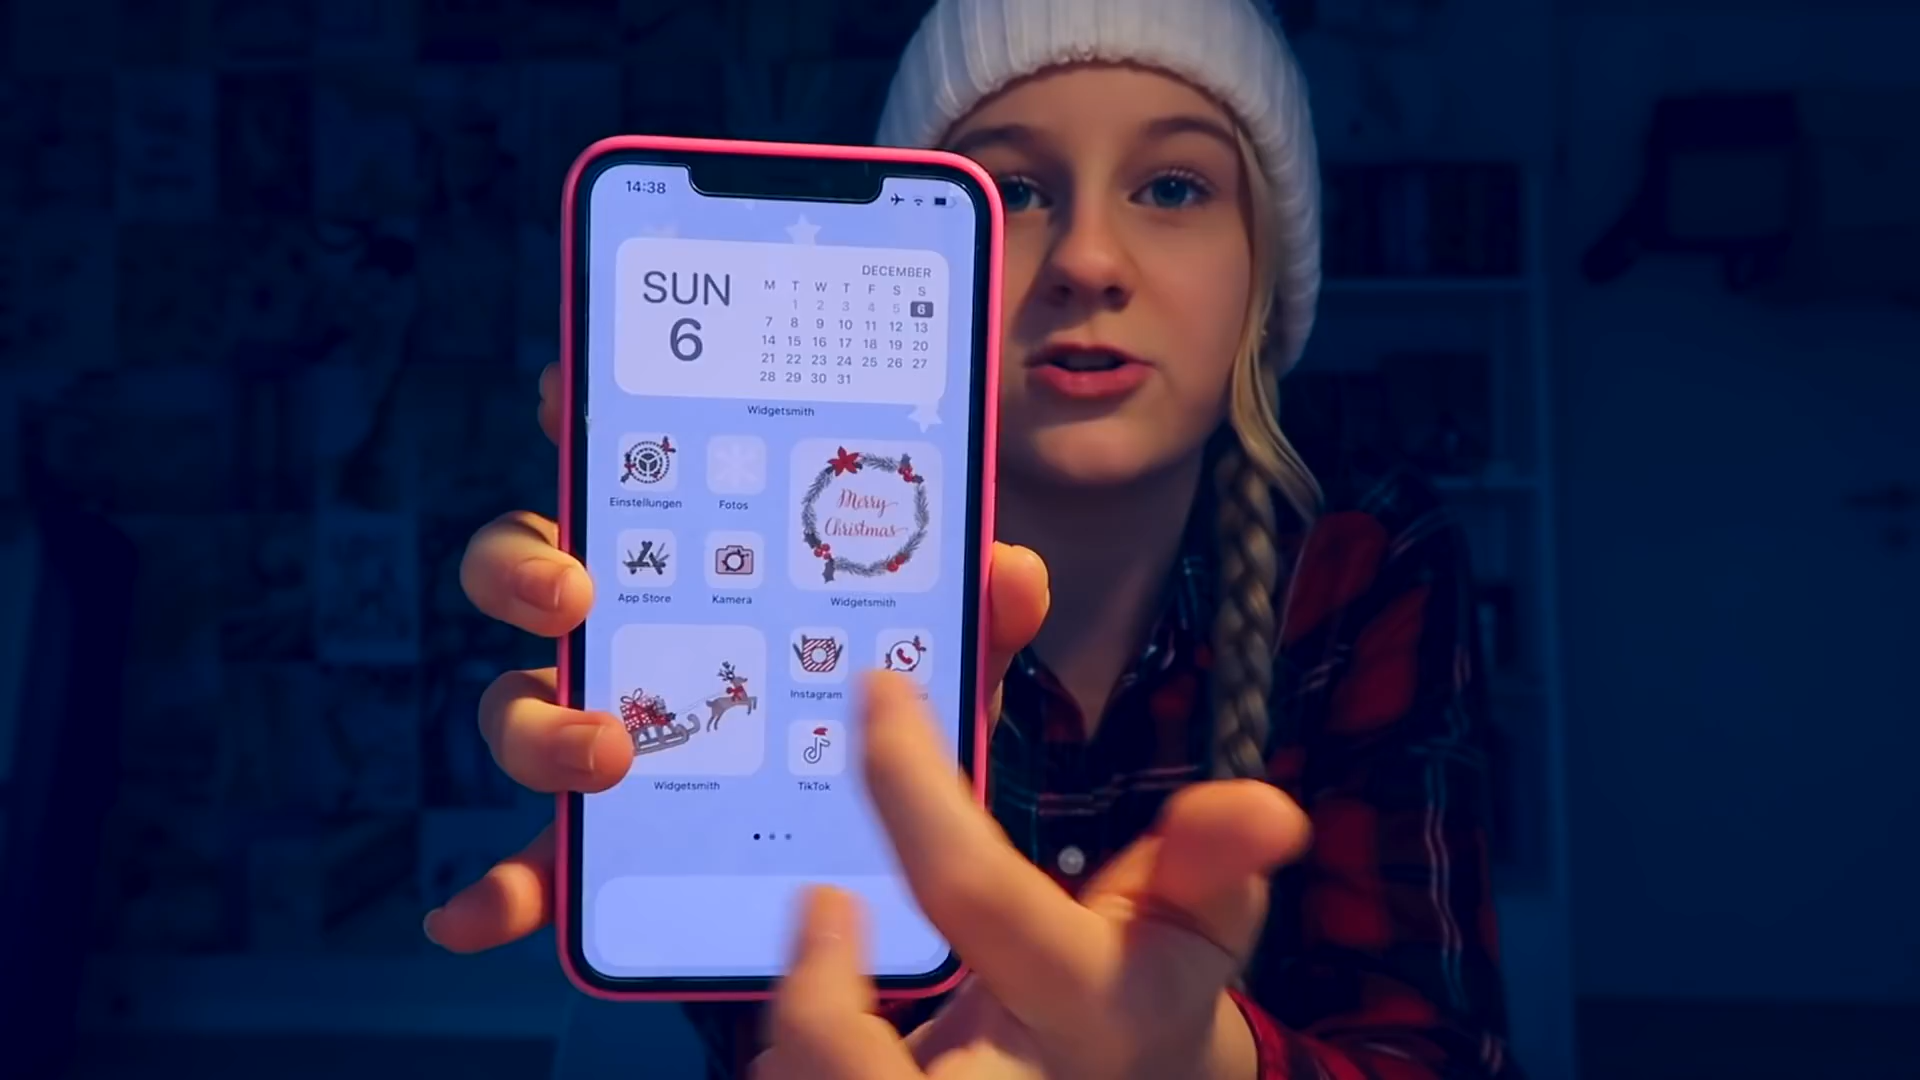 14:38
SUN
6
DECEMBER
M T W T F S S
1 2 3 4 5 6
7 8 9 10 11 12 13
14 15 16 17 18 19 20
21 22 23 24 25 26 27
28 29 30 31
Widgetsmith
Einstellungen
Fotos
Merry
Christmas
App Store
Kamera
Widgetsmith
Instagram
Widgetsmith
TikTok